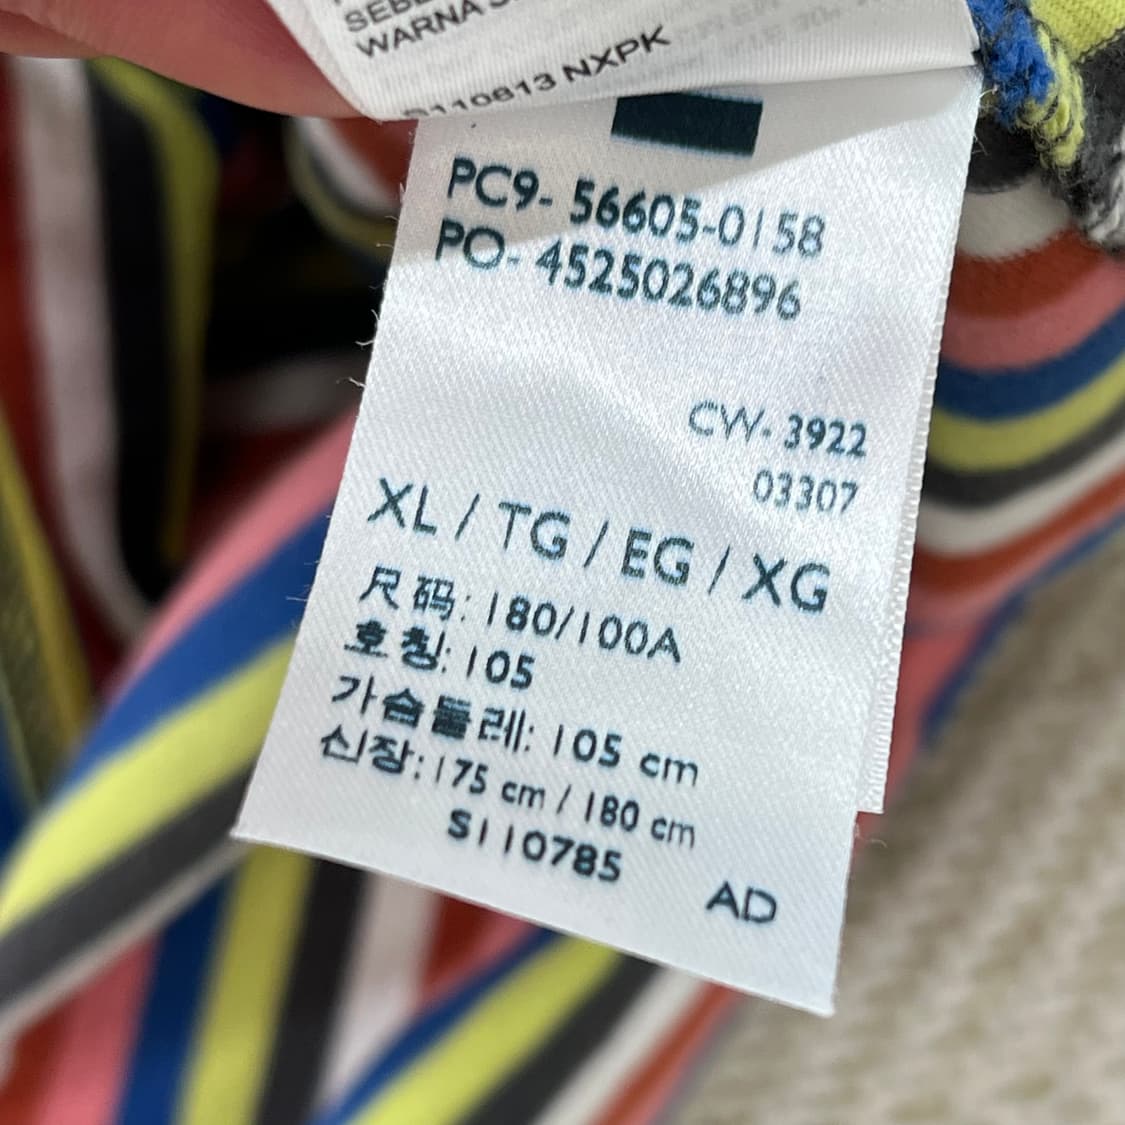 SEBE
WARNA
110813 NXPK
PC9- 56605-0158
PO- 4525026896
CW- 3922
03307
XL / TG / EG / XG
尺码: 180/100A
호칭: 105
가슴둘레: 105 cm
신장: 175 cm / 180 cm
S110785
AD